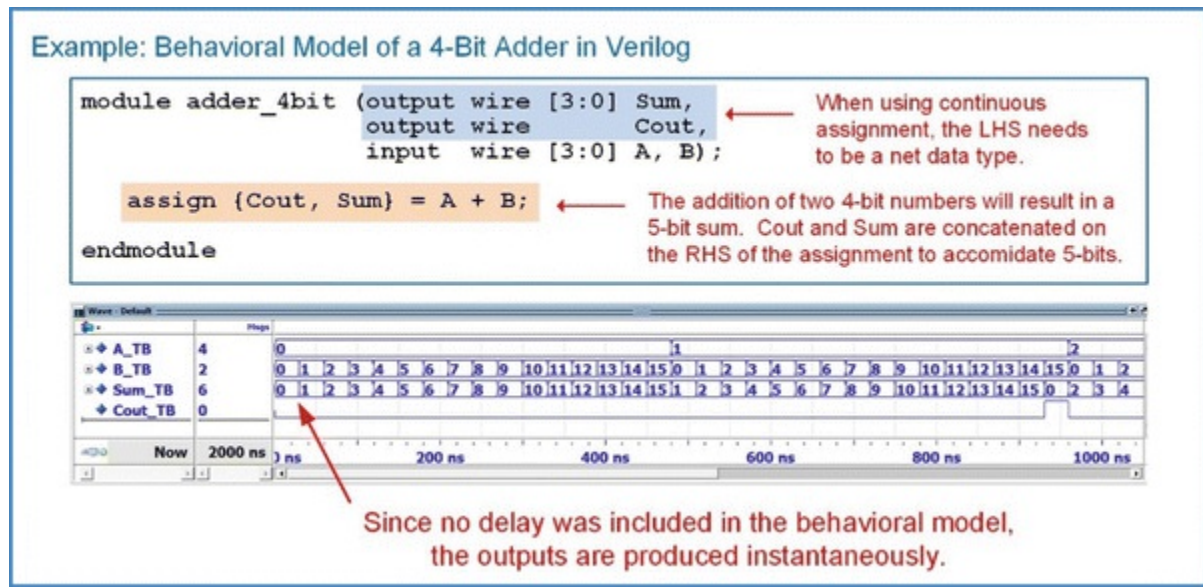 Example: Behavioral Model of a 4-Bit Adder in Verilog
module adder_4bit (output wire [3:0] Sum,
output wire Cout,
input wire [3:0] A, B);
When using continuous
assignment, the LHS needs
to be a net data type.
assign {Cout, Sum} = A + B;
The addition of two 4-bit numbers will result in a
5-bit sum. Cout and Sum are concatenated on
the RHS of the assignment to accomidate 5-bits.
endmodule
Wave - Default
Msgs
A_TB 4 0 1 2
B_TB 2 0 1 2 3 4 5 6 7 8 9 10 11 12 13 14 15 0 1 2 3 4 5 6 7 8 9 10 11 12 13 14 15 0 1 2
Sum_TB 6 0 1 2 3 4 5 6 7 8 9 10 11 12 13 14 15 1 2 3 4 5 6 7 8 9 10 11 12 13 14 15 0 2 3 4
Cout_TB 0
Now 2000 ns ns 200 ns 400 ns 600 ns 800 ns 1000 ns
Since no delay was included in the behavioral model,
the outputs are produced instantaneously.